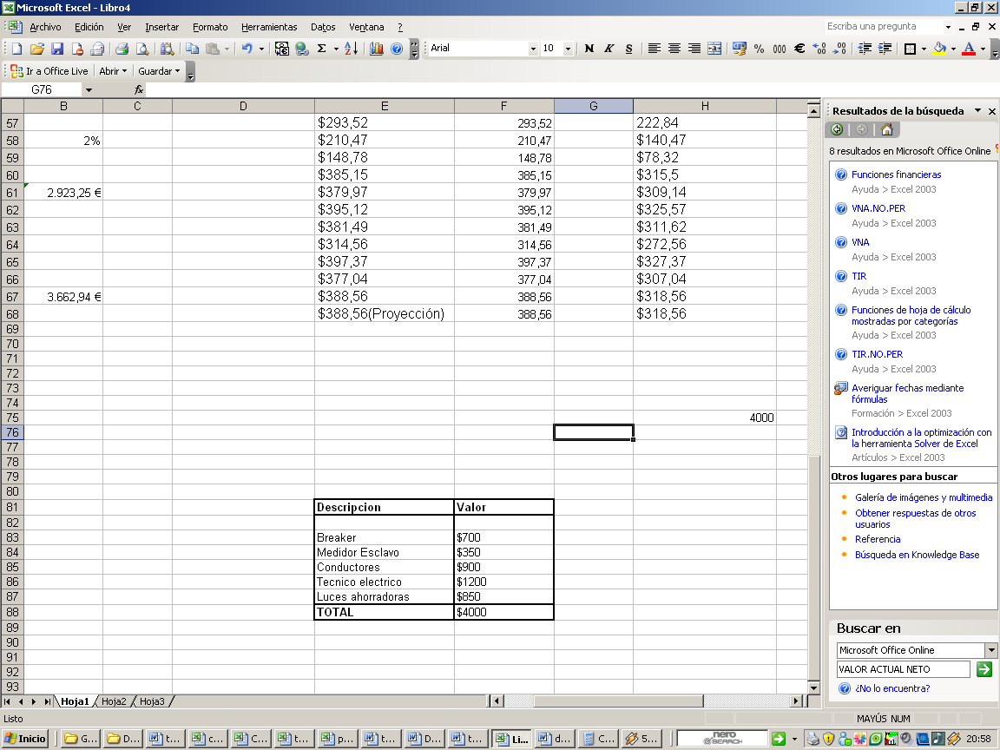 Microsoft Excel - Libro4
Archivo Edición Ver Insertar Formato Herramientas Datos Ventana ? Escriba una pregunta
Arial 10 N K S % 000 €
Ir a Office Live Abrir Guardar
G76 fx
B C D E F G H
57 $293,52 293,52 222,84
58 2% $210,47 210,47 $140,47
59 $148,78 148,78 $78,32
60 $385,15 385,15 $315,5
61 2.923,25 € $379,97 379,97 $309,14
62 $395,12 395,12 $325,57
63 $381,49 381,49 $311,62
64 $314,56 314,56 $272,56
65 $397,37 397,37 $327,37
66 $377,04 377,04 $307,04
67 3.662,94 € $388,56 388,56 $318,56
68 $388,56(Proyección) 388,56 $318,56
69
70
71
72
73
74
75 4000
76
77
78
79
80
81 Descripcion Valor
82
83 Breaker $700
84 Medidor Esclavo $350
85 Conductores $900
86 Tecnico electrico $1200
87 Luces ahorradoras $850
88 TOTAL $4000
89
90
91
92
93
Hoja1 Hoja2 Hoja3
Resultados de la búsqueda
8 resultados en Microsoft Office Online
Funciones financieras
Ayuda > Excel 2003
VNA.NO.PER
Ayuda > Excel 2003
VNA
Ayuda > Excel 2003
TIR
Ayuda > Excel 2003
Funciones de hoja de cálculo
mostradas por categorías
Ayuda > Excel 2003
TIR.NO.PER
Ayuda > Excel 2003
Averiguar fechas mediante
fórmulas
Formación > Excel 2003
Introducción a la optimización con
la herramienta Solver de Excel
Artículos > Excel 2003
Otros lugares para buscar
Galería de imágenes y multimedia
Obtener respuestas de otros
usuarios
Referencia
Búsqueda en Knowledge Base
Buscar en
Microsoft Office Online
VALOR ACTUAL NETO
¿No lo encuentra?
Listo MAYÚS NUM
Inicio G... D... t... c... C... t... p... t... D... t... Li... d... C... 5... nero SEARCH 20:58